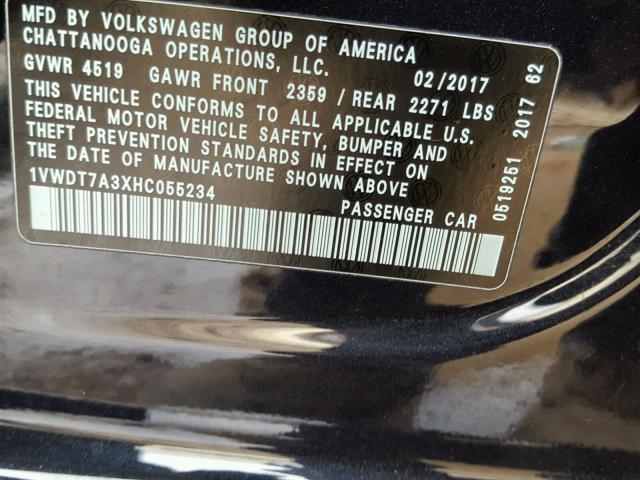 MFD BY VOLKSWAGEN GROUP OF AMERICA
CHATTANOOGA OPERATIONS, LLC. 02/2017
GVWR 4519 GAWR FRONT 2359 / REAR 2271 LBS
THIS VEHICLE CONFORMS TO ALL APPLICABLE U.S.
FEDERAL MOTOR VEHICLE SAFETY, BUMPER AND
THEFT PREVENTION STANDARDS IN EFFECT ON
THE DATE OF MANUFACTURE SHOWN ABOVE
1VWDT7A3XHC055234 PASSENGER CAR
0519251 2017 62